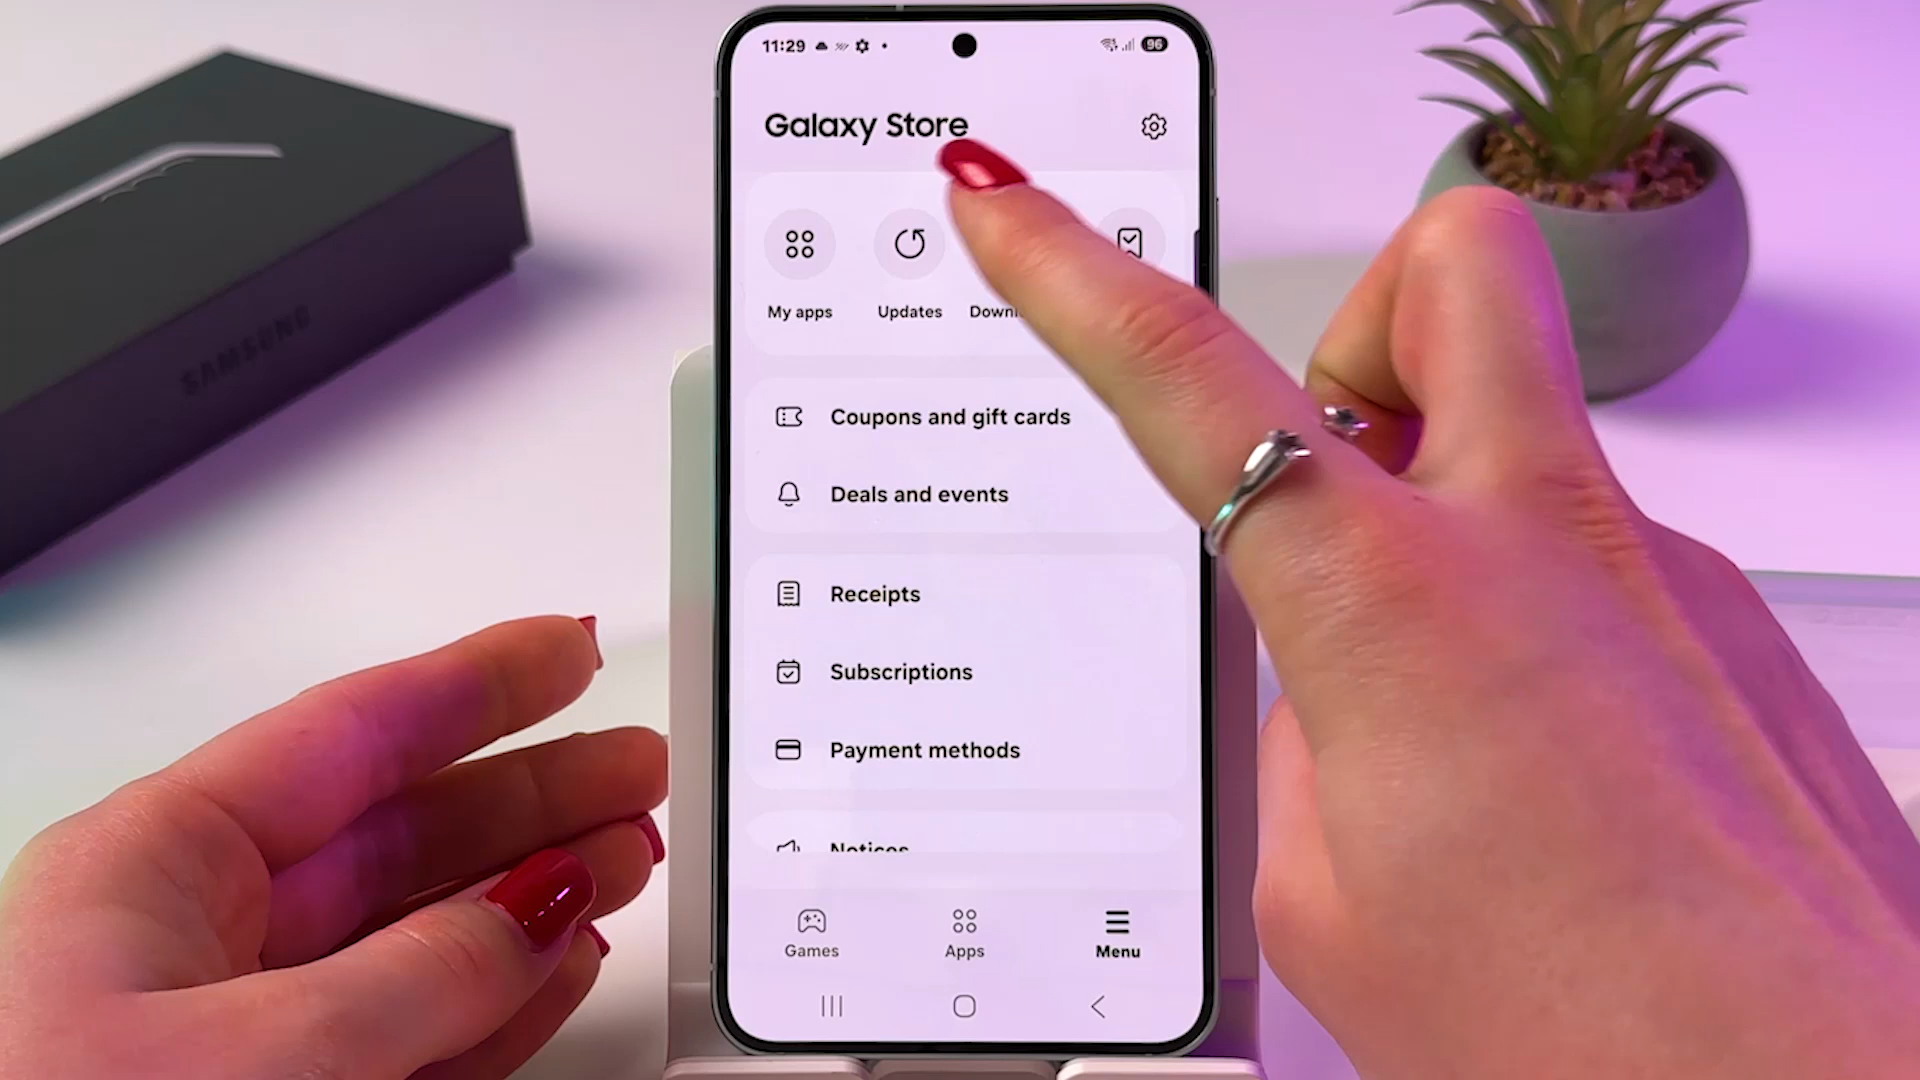 11:29
96
Galaxy Store
My apps
Updates
Coupons and gift cards
Deals and events
Receipts
Subscriptions
Payment methods
Notices
Games
Apps
Menu
SAMSUNG